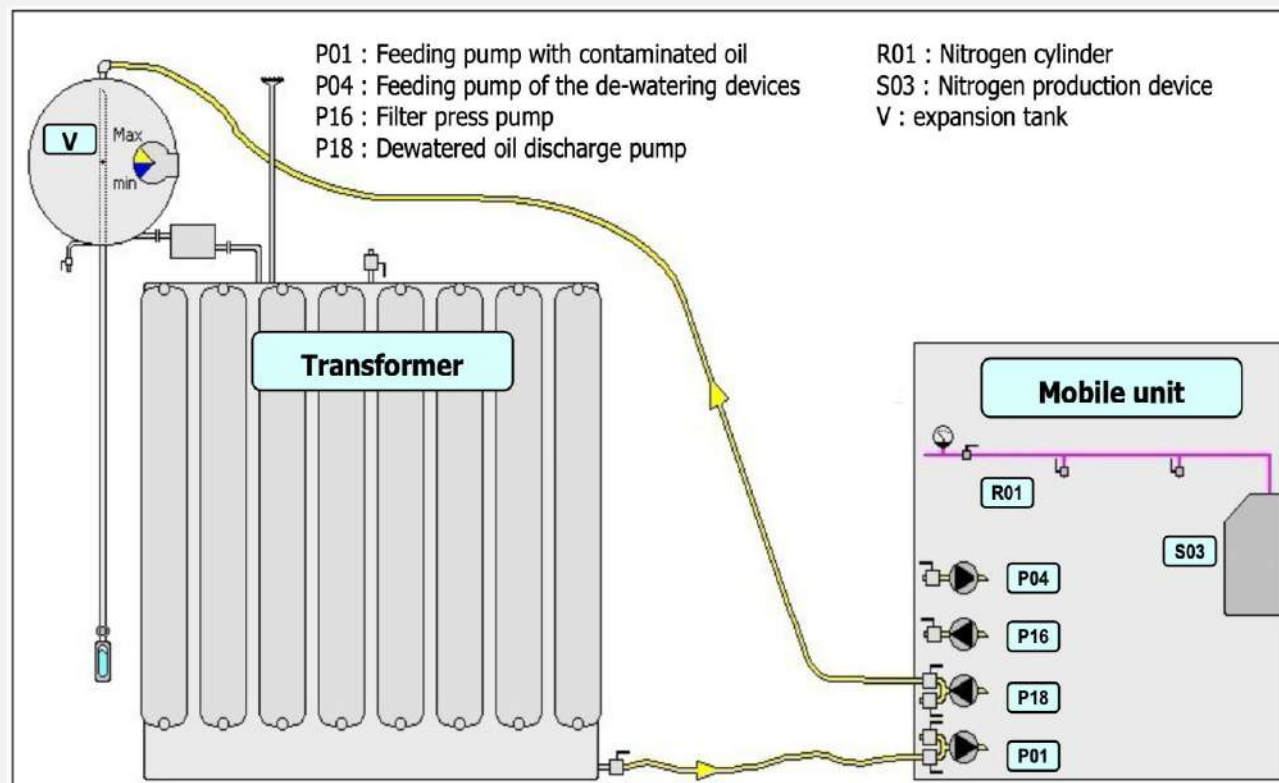 P01 : Feeding pump with contaminated oil
P04 : Feeding pump of the de-watering devices
P16 : Filter press pump
P18 : Dewatered oil discharge pump
R01 : Nitrogen cylinder
S03 : Nitrogen production device
V : expansion tank
V
Max
min
Transformer
Mobile unit
R01
S03
P04
P16
P18
P01